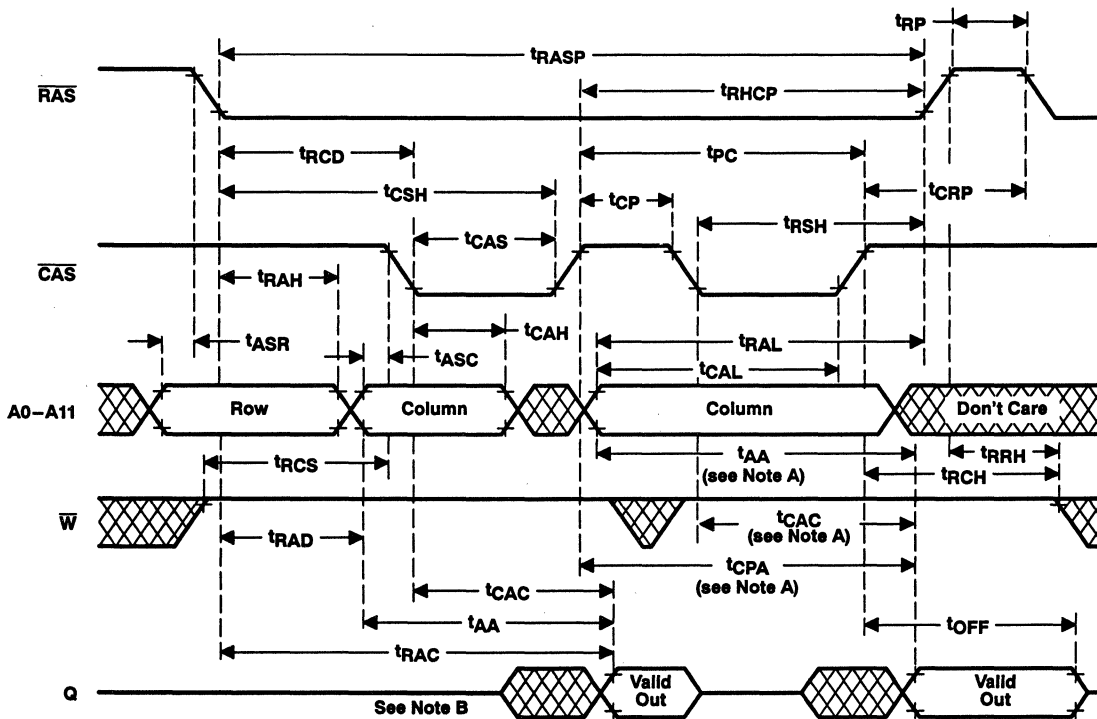 tRP
tRASP
RAS
tRHCP
tRCD
tPC
tCSH
tCRP
tCP
tCAS
tRSH
CAS
tRAH
tCAH
tASR
tASC
tRAL
tCAL
A0–A11
Row
Column
Column
Don't Care
tRCS
tAA
(see Note A)
tRRH
tRCH
W
tCAC
(see Note A)
tRAD
tCPA
(see Note A)
tCAC
tAA
tOFF
tRAC
Q
See Note B
Valid
Out
Valid
Out